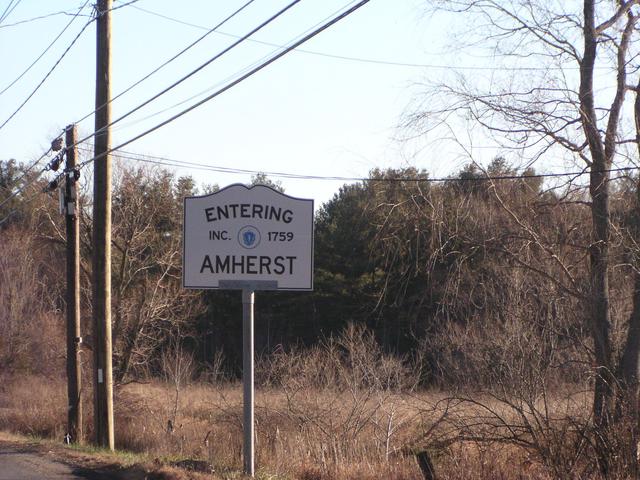 ENTERING
INC. 1759
AMHERST